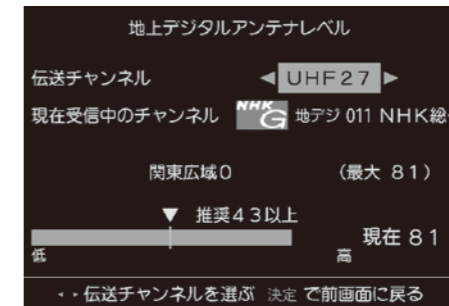 地上デジタルアンテナレベル
伝送チャンネル ◀ UHF27 ▶
現在受信中のチャンネル NHK G 地デジ 011 NHK総
関東広域0 (最大 81)
▼ 推奨43以上
現在 81
低 高
伝送チャンネルを選ぶ 決定 で前画面に戻る